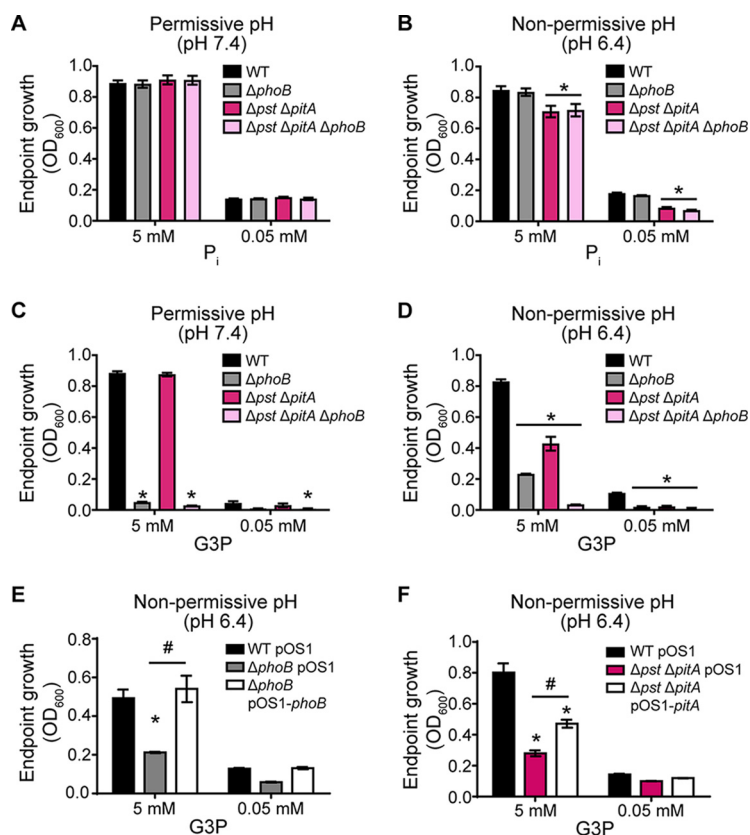 A
Permissive pH
(pH 7.4)
Endpoint growth
(OD600)
1.0
0.8
0.6
0.4
0.2
0.0
WT
ΔphoB
Δpst ΔpitA
Δpst ΔpitA ΔphoB
5 mM
0.05 mM
Pi
B
Non-permissive pH
(pH 6.4)
Endpoint growth
(OD600)
1.0
0.8
0.6
0.4
0.2
0.0
WT
ΔphoB
Δpst ΔpitA
Δpst ΔpitA ΔphoB
*
*
5 mM
0.05 mM
Pi
C
Permissive pH
(pH 7.4)
Endpoint growth
(OD600)
1.0
0.8
0.6
0.4
0.2
0.0
WT
ΔphoB
Δpst ΔpitA
Δpst ΔpitA ΔphoB
* * *
5 mM
0.05 mM
G3P
D
Non-permissive pH
(pH 6.4)
Endpoint growth
(OD600)
1.0
0.8
0.6
0.4
0.2
0.0
WT
ΔphoB
Δpst ΔpitA
Δpst ΔpitA ΔphoB
*
*
5 mM
0.05 mM
G3P
E
Non-permissive pH
(pH 6.4)
Endpoint growth
(OD600)
0.8
0.6
0.4
0.2
0.0
WT pOS1
ΔphoB pOS1
ΔphoB
pOS1-phoB
#
*
5 mM
0.05 mM
G3P
F
Non-permissive pH
(pH 6.4)
Endpoint growth
(OD600)
1.0
0.8
0.6
0.4
0.2
0.0
WT pOS1
Δpst ΔpitA pOS1
Δpst ΔpitA
pOS1-pitA
#
* *
5 mM
0.05 mM
G3P